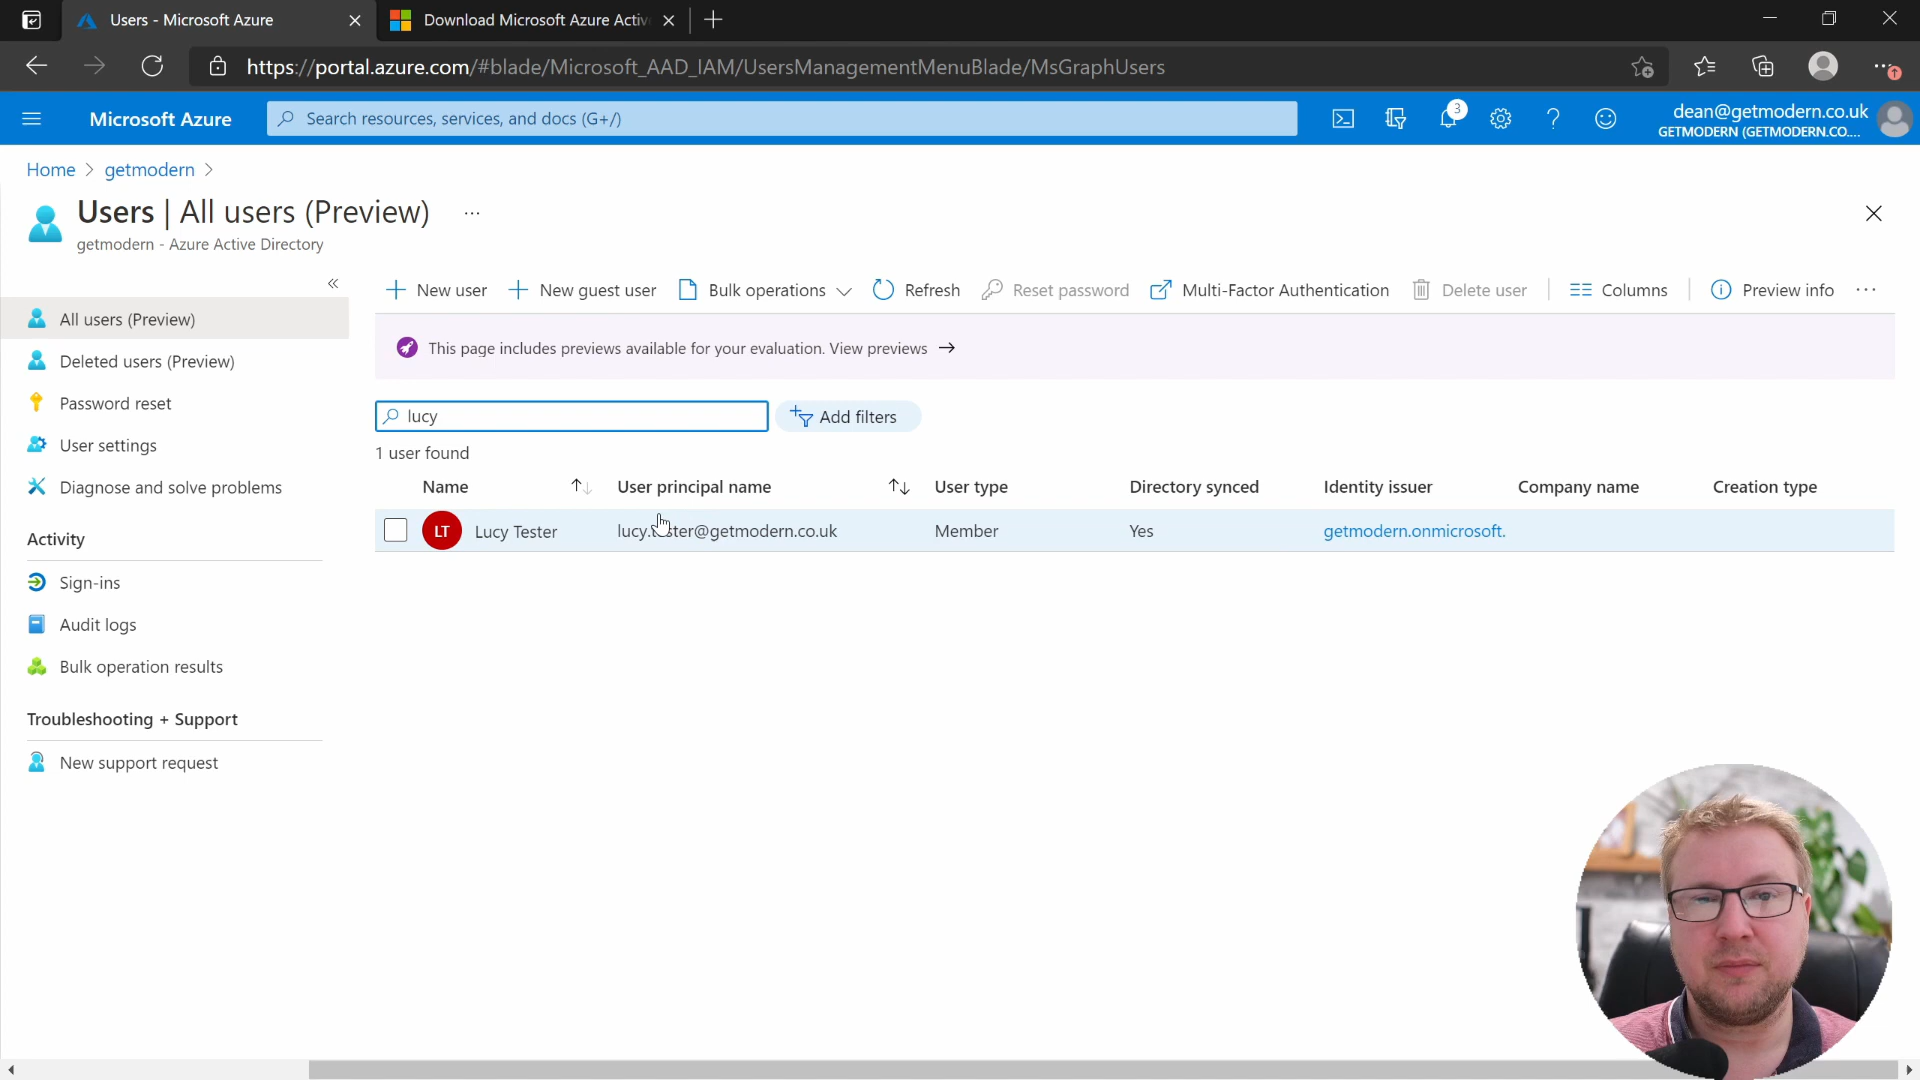 Users - Microsoft Azure
Download Microsoft Azure Activ
https://portal.azure.com/#blade/Microsoft_AAD_IAM/UsersManagementMenuBlade/MsGraphUsers
Microsoft Azure
Search resources, services, and docs (G+/)
3
dean@getmodern.co.uk
GETMODERN (GETMODERN.CO....
Home > getmodern >
Users | All users (Preview) ...
getmodern - Azure Active Directory
All users (Preview)
Deleted users (Preview)
Password reset
User settings
Diagnose and solve problems
Activity
Sign-ins
Audit logs
Bulk operation results
Troubleshooting + Support
New support request
New user
New guest user
Bulk operations
Refresh
Reset password
Multi-Factor Authentication
Delete user
Columns
Preview info
...
This page includes previews available for your evaluation. View previews →
lucy
Add filters
1 user found
Name User principal name User type Directory synced Identity issuer Company name Creation type
LT Lucy Tester Member Yes getmodern.onmicrosoft.